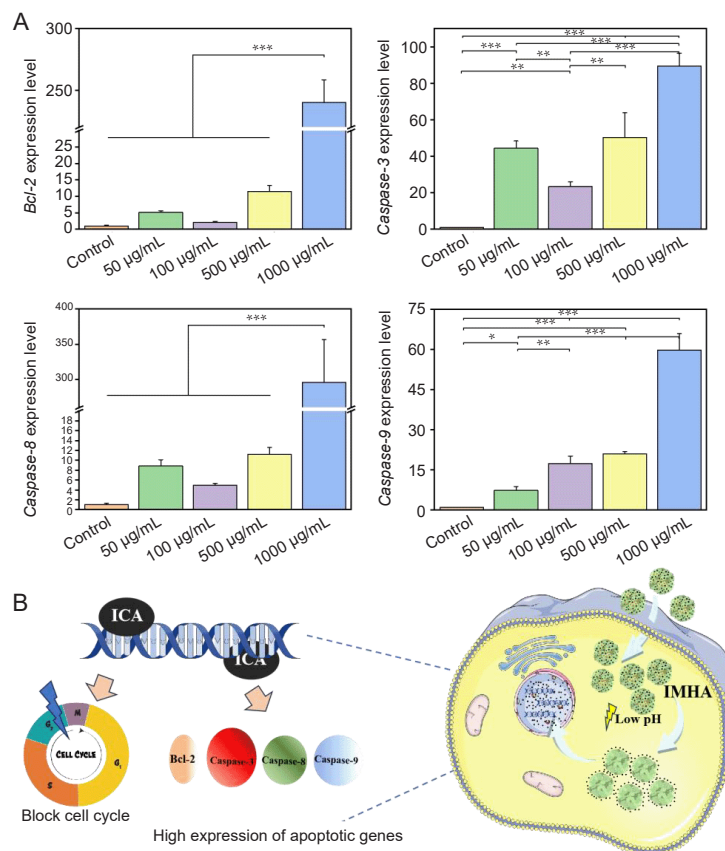 A
Bcl-2 expression level
290
250
25
20
15
10
5
0
***
Control
50 μg/mL
100 μg/mL
500 μg/mL
1000 μg/mL
Caspase-3 expression level
100
80
60
40
20
0
***
*** ***
** ***
** **
Control
50 μg/mL
100 μg/mL
500 μg/mL
1000 μg/mL
Caspase-8 expression level
400
350
300
18
16
14
12
10
8
6
4
2
0
***
Control
50 μg/mL
100 μg/mL
500 μg/mL
1000 μg/mL
Caspase-9 expression level
75
60
45
30
15
0
***
***
* ***
**
Control
50 μg/mL
100 μg/mL
500 μg/mL
1000 μg/mL
B
ICA
ICA
IMHA
Low pH
M
G₁
S
CELL CYCLE
Block cell cycle
Bcl-2
Caspase-3
Caspase-8
Caspase-9
High expression of apoptotic genes